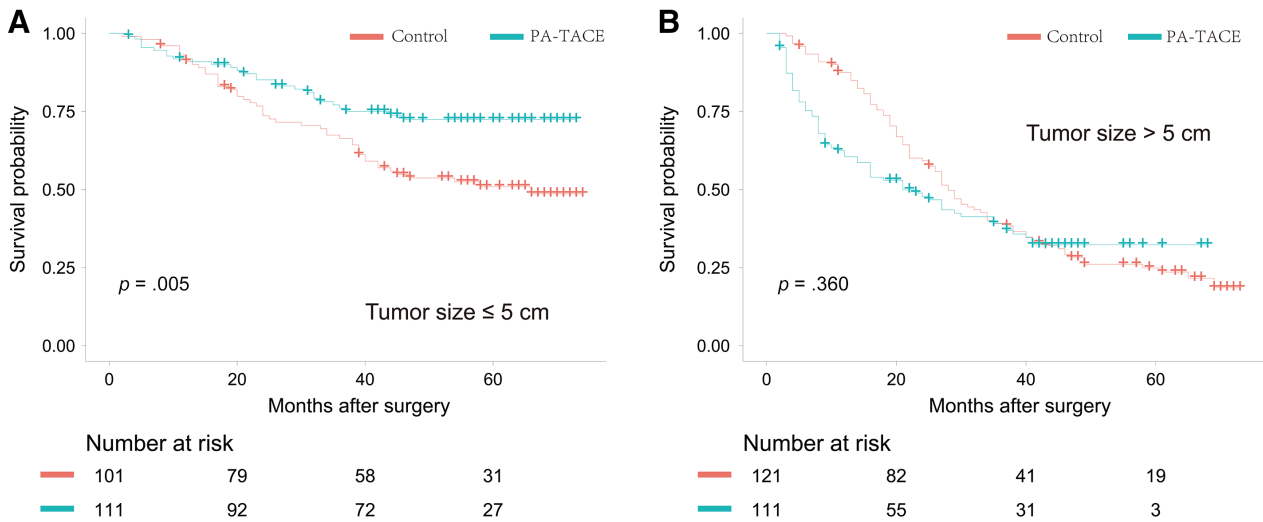 A
Control PA-TACE
1.00
0.75
0.50
0.25
0.00
Survival probability
p = .005
Tumor size ≤ 5 cm
0 20 40 60
Months after surgery
Number at risk
101 79 58 31
111 92 72 27
B
Control PA-TACE
1.00
0.75
0.50
0.25
0.00
Survival probability
Tumor size > 5 cm
p = .360
0 20 40 60
Months after surgery
Number at risk
121 82 41 19
111 55 31 3